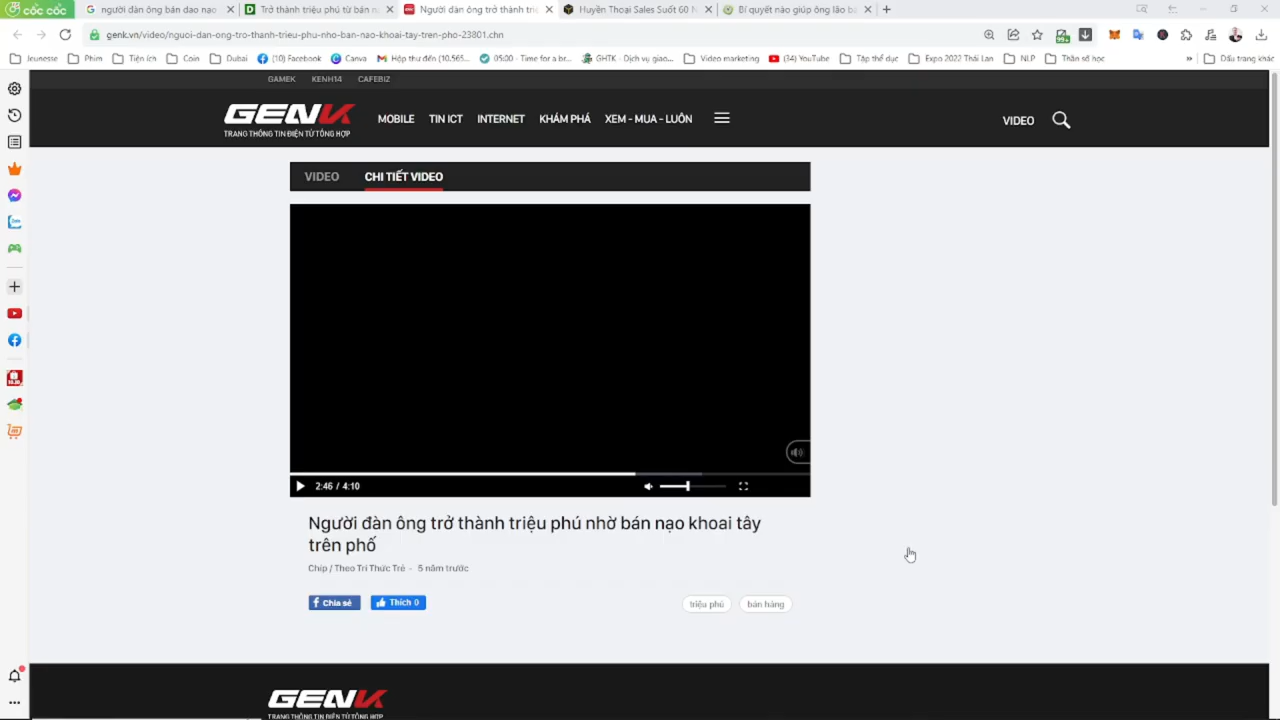 cốc cốc
người đàn ông bán dao nạo
Trở thành triệu phú từ bán n
Người đàn ông trở thành triệ
Huyền Thoại Sales Suốt 60 N
Bí quyết nào giúp ông lão b
genk.vn/video/nguoi-dan-ong-tro-thanh-trieu-phu-nho-ban-nao-khoai-tay-tren-pho-23801.chn
Jeunesse
Phim
Tiện ích
Coin
Dubai
(10) Facebook
Canva
Hộp thư đến (10.565...
05:00 - Time for a br...
GHTK - Dịch vụ giao...
Video marketing
(34) YouTube
Tập thể dục
Expo 2022 Thái Lan
NLP
Thần số học
Dấu trang khác
GAMEK KENH14 CAFEBIZ
GENK
TRANG THÔNG TIN ĐIỆN TỬ TỔNG HỢP
MOBILE TIN ICT INTERNET KHÁM PHÁ XEM - MUA - LUÔN
VIDEO
VIDEO CHI TIẾT VIDEO
2:46 / 4:10
Người đàn ông trở thành triệu phú nhờ bán nạo khoai tây
trên phố
Chip / Theo Trí Thức Trẻ - 5 năm trước
Chia sẻ
Thích 0
triệu phú
bán hàng
GENK
TRANG THÔNG TIN ĐIỆN TỬ TỔNG HỢP